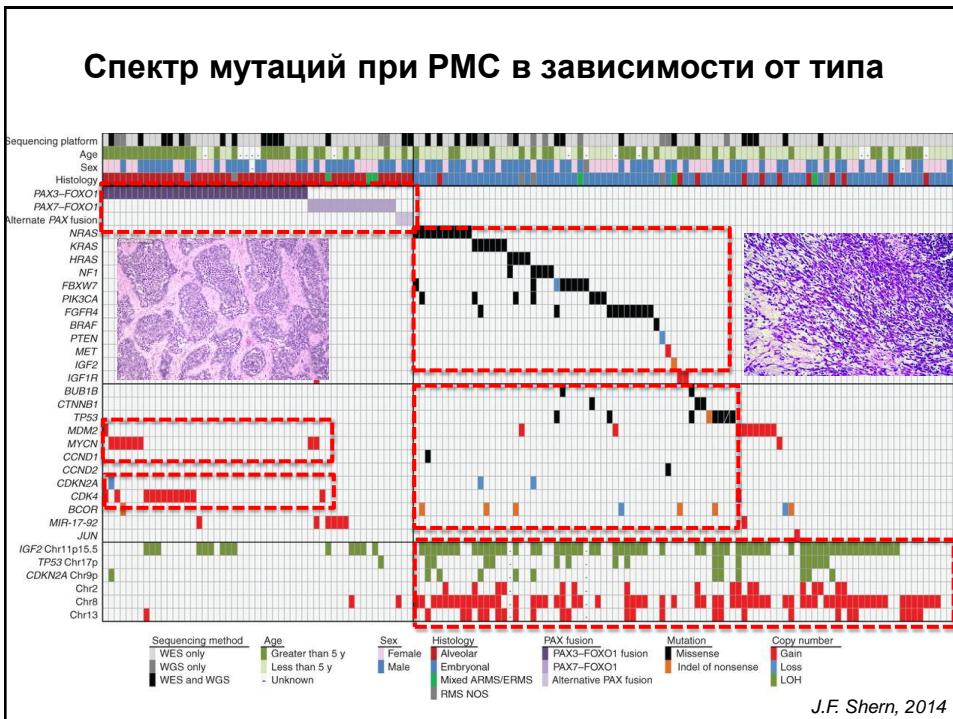 Спектр мутаций при РМС в зависимости от типа
Sequencing platform
Age
Sex
Histology
PAX3–FOXO1
PAX7–FOXO1
Alternate PAX fusion
NRAS
KRAS
HRAS
NF1
FBXW7
PIK3CA
FGFR4
BRAF
PTEN
MET
IGF2
IGF1R
BUB1B
CTNNB1
TP53
MDM2
MYCN
CCND1
CCND2
CDKN2A
CDK4
BCOR
MIR-17-92
JUN
IGF2 Chr11p15.5
TP53 Chr17p
CDKN2A Chr9p
Chr2
Chr8
Chr13
Sequencing method
WES only
WGS only
WES and WGS
Age
Greater than 5 y
Less than 5 y
- Unknown
Sex
Female
Male
Histology
Alveolar
Embryonal
Mixed ARMS/ERMS
RMS NOS
PAX fusion
PAX3–FOXO1 fusion
PAX7–FOXO1
Alternative PAX fusion
Mutation
Missense
Indel of nonsense
Copy number
Gain
Loss
LOH
J.F. Shern, 2014